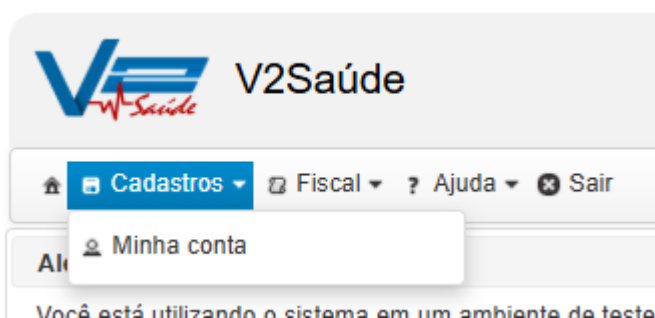 V2 Saúde
V2Saúde
Cadastros Fiscal ? Ajuda Sair
Minha conta
Você está utilizando o sistema em um ambiente de teste